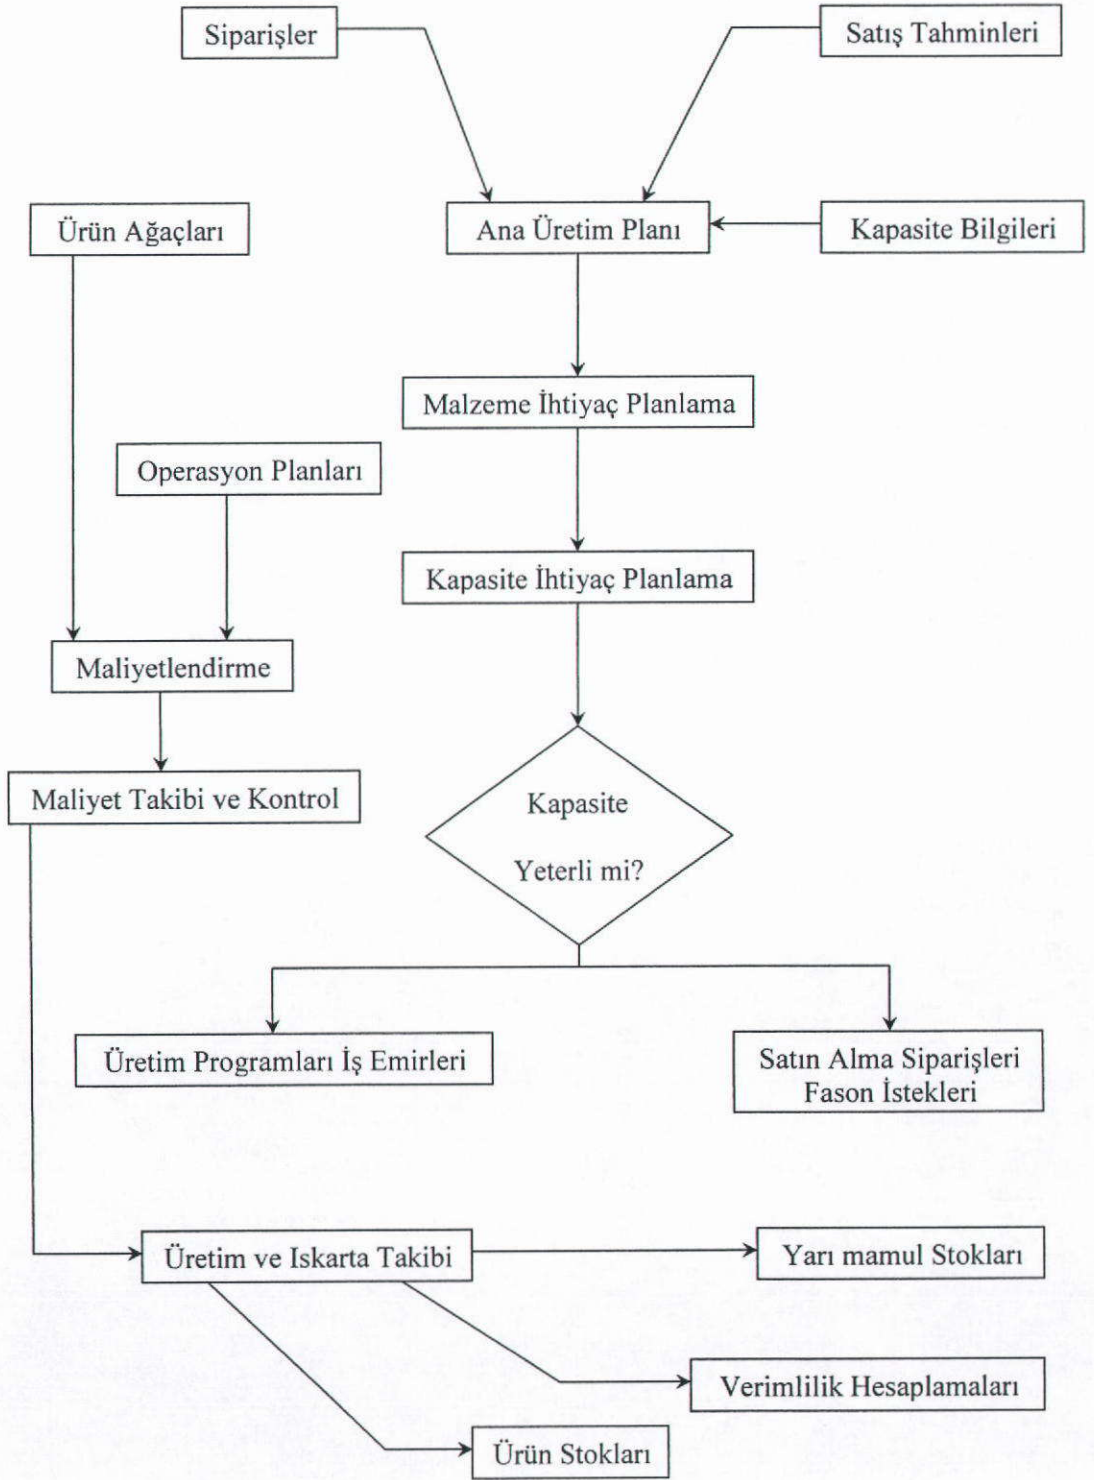 Siparişler
Satış Tahminleri
Ürün Ağaçları
Ana Üretim Planı
Kapasite Bilgileri
Malzeme İhtiyaç Planlama
Operasyon Planları
Kapasite İhtiyaç Planlama
Maliyetlendirme
Maliyet Takibi ve Kontrol
Kapasite
Yeterli mi?
Üretim Programları İş Emirleri
Satın Alma Siparişleri
Fason İstekleri
Üretim ve Iskarta Takibi
Yarı mamul Stokları
Verimlilik Hesaplamaları
Ürün Stokları